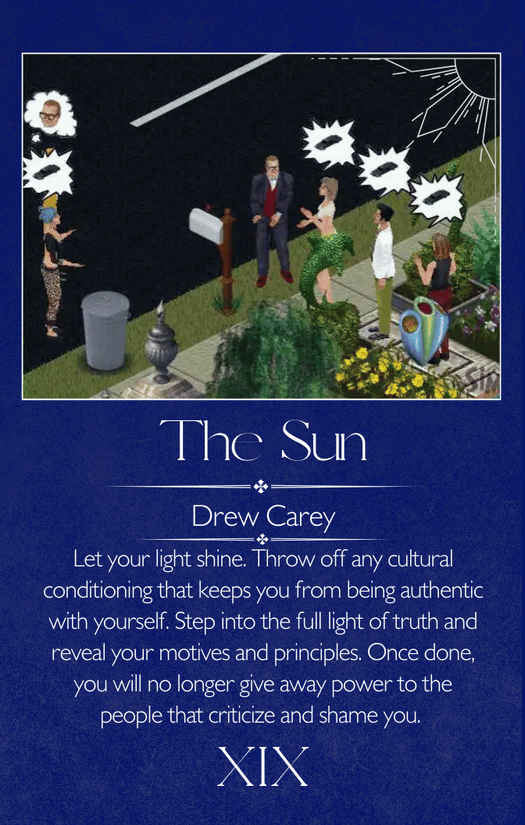 The Sun
Drew Carey
Let your light shine. Throw off any cultural
conditioning that keeps you from being authentic
with yourself. Step into the full light of truth and
reveal your motives and principles. Once done,
you will no longer give away power to the
people that criticize and shame you.
XIX